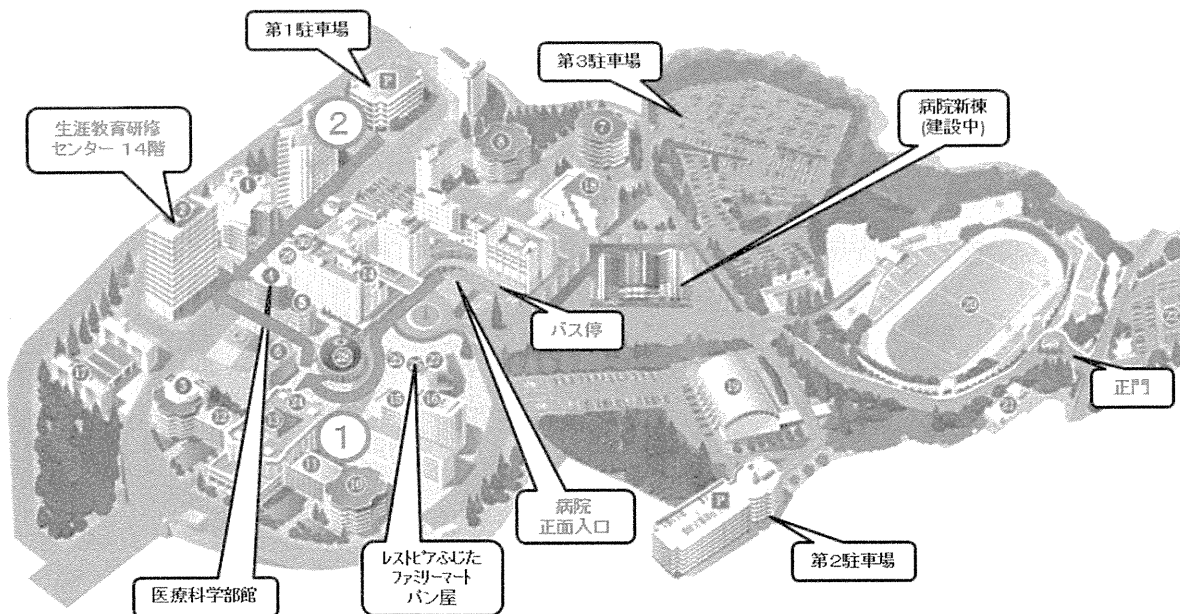 第1駐車場
第3駐車場
病院新棟
(建設中)
生涯教育研修
センター 14階
P
2
7
バス停
正門
1
病院
正面入口
P
第2駐車場
レストピアふじた
ファミリーマート
パン屋
医療科学部館